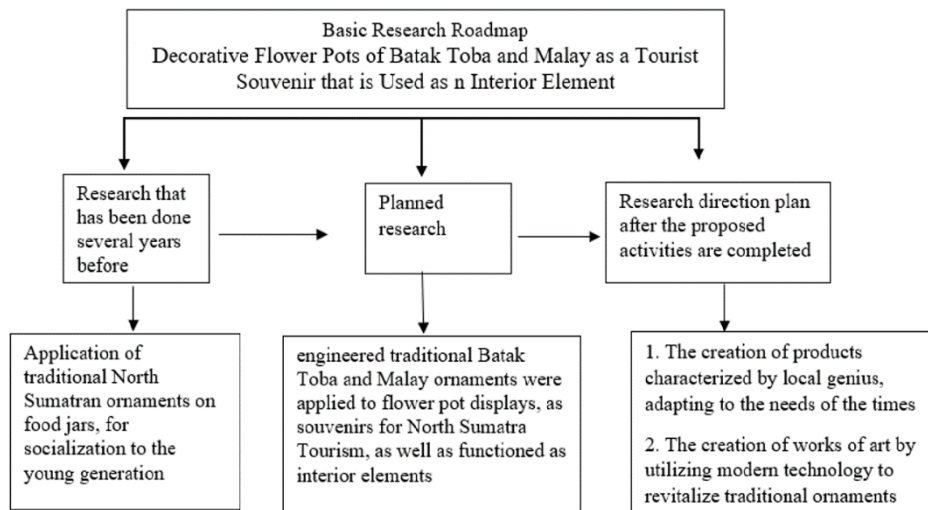 Basic Research Roadmap
Decorative Flower Pots of Batak Toba and Malay as a Tourist
Souvenir that is Used as n Interior Element
Research that
has been done
several years
before
Planned
research
Research direction plan
after the proposed
activities are completed
Application of
traditional North
Sumatran ornaments on
food jars, for
socialization to the
young generation
engineered traditional Batak
Toba and Malay ornaments were
applied to flower pot displays, as
souvenirs for North Sumatra
Tourism, as well as functioned as
interior elements
1. The creation of products
characterized by local genius,
adapting to the needs of the times
2. The creation of works of art by
utilizing modern technology to
revitalize traditional ornaments